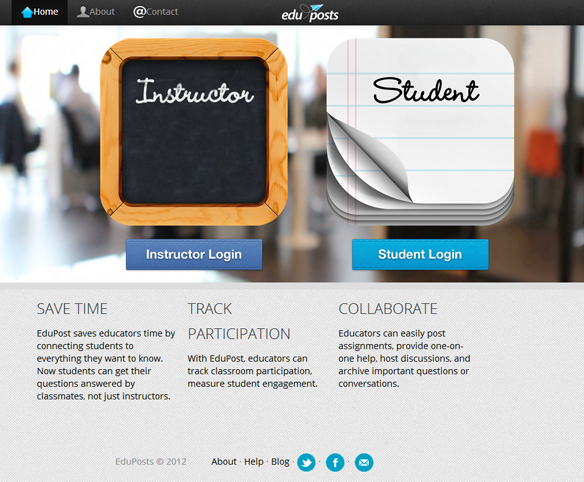 Home About @Contact
edu posts
Instructor
Student
Instructor Login
Student Login
SAVE TIME
EduPost saves educators time by
connecting students to
everything they want to know.
Now students can get their
questions answered by
classmates, not just instructors.
TRACK
PARTICIPATION
With EduPost, educators can
track classroom participation,
measure student engagement.
COLLABORATE
Educators can easily post
assignments, provide one-on-
one help, host discussions, and
archive important questions or
conversations.
EduPosts © 2012
About · Help · Blog · · f ·